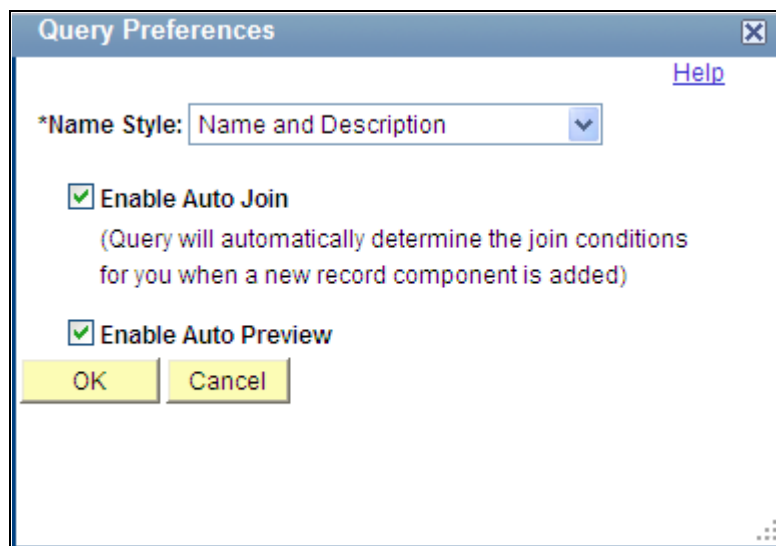 Query Preferences
Help
*Name Style: Name and Description
Enable Auto Join
(Query will automatically determine the join conditions
for you when a new record component is added)
Enable Auto Preview
OK Cancel